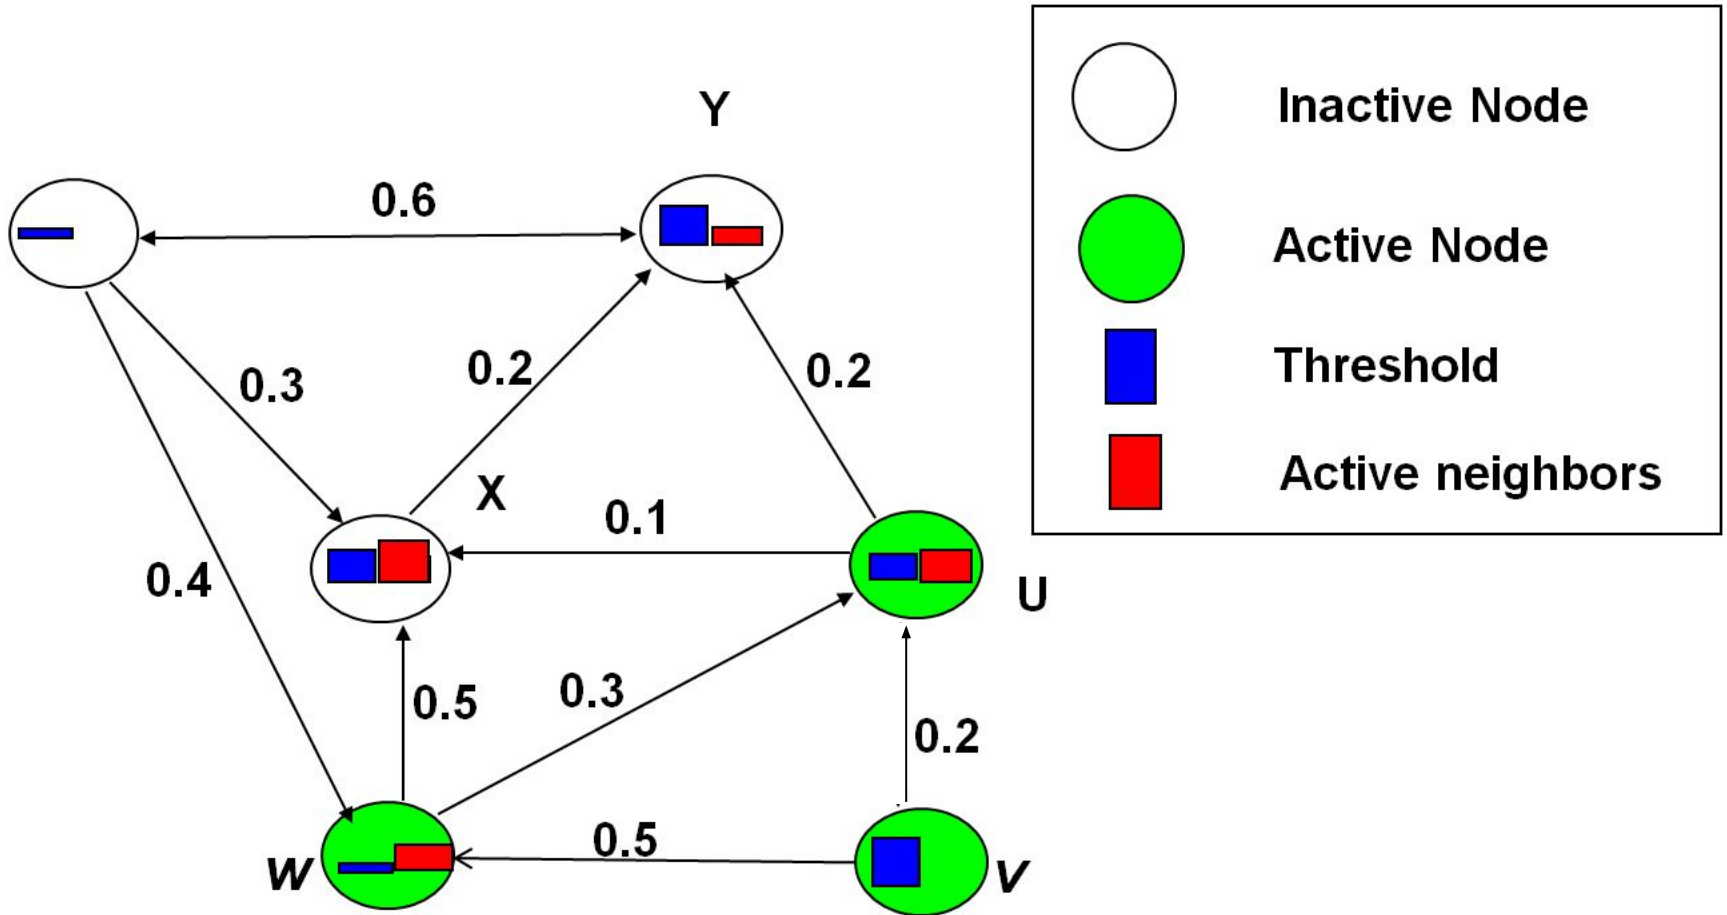 Y
0.6
0.3
0.2
0.2
X
0.1
0.4
U
0.5
0.3
0.2
0.5
W
V
Inactive Node
Active Node
Threshold
Active neighbors